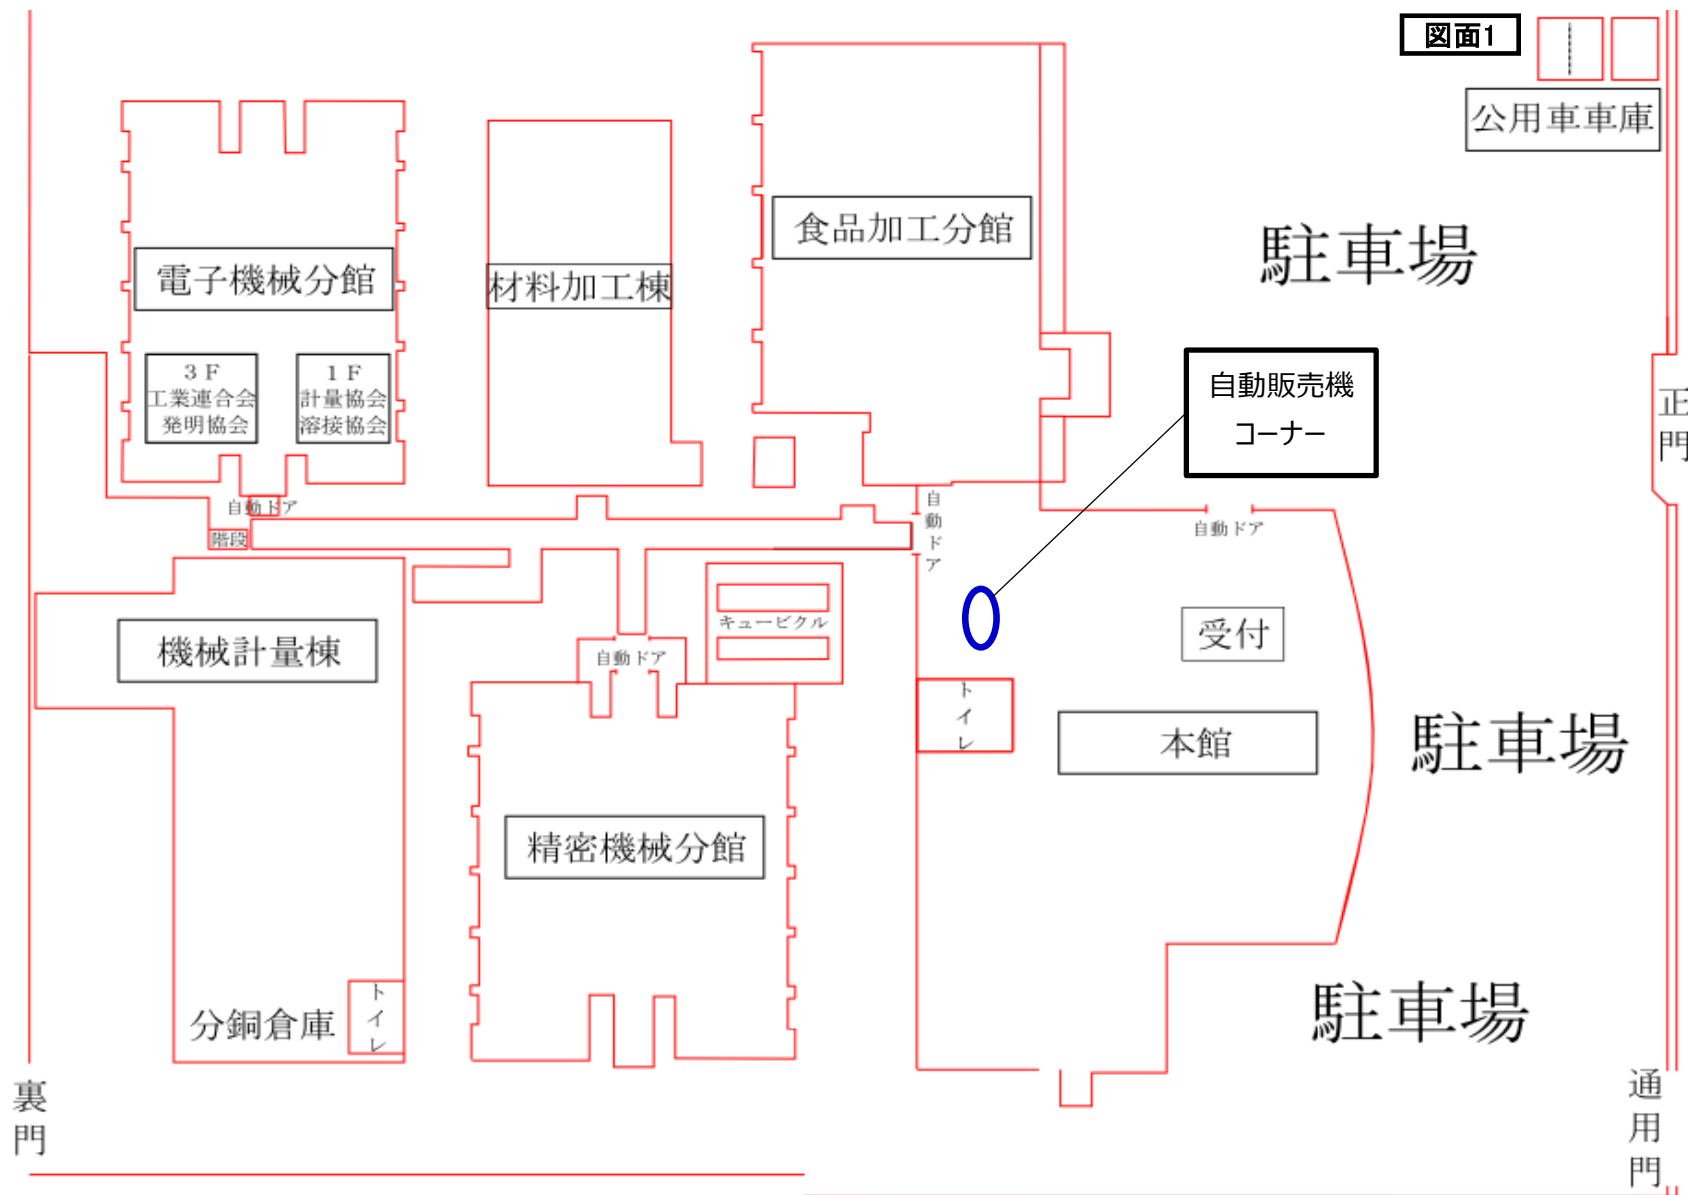 図面1
公用車車庫
食品加工分館
駐車場
電子機械分館
材料加工棟
3F
工業連合会
発明協会
1F
計量協会
溶接協会
自動販売機
コーナー
正門
自動ドア
自動ドア
自動ドア
階段
キュービクル
受付
機械計量棟
自動ドア
トイレ
本館
駐車場
精密機械分館
分銅倉庫
トイレ
駐車場
裏門
通用門